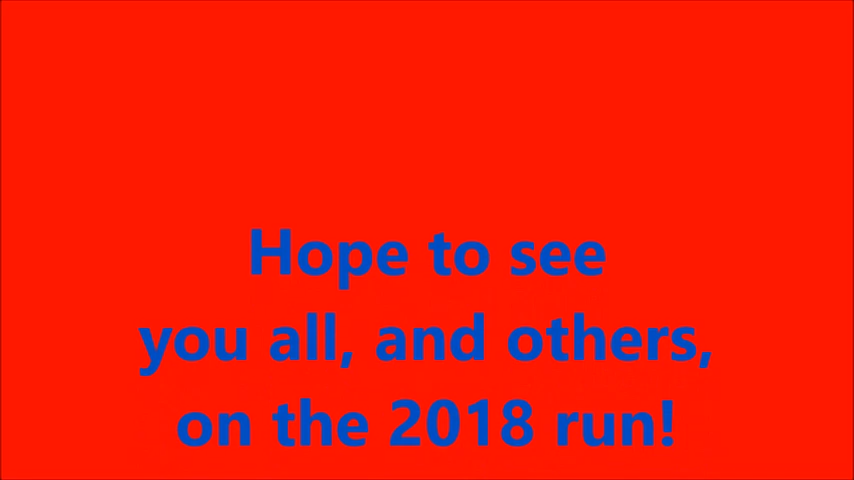 Hope to see
you all, and others,
on the 2018 run!